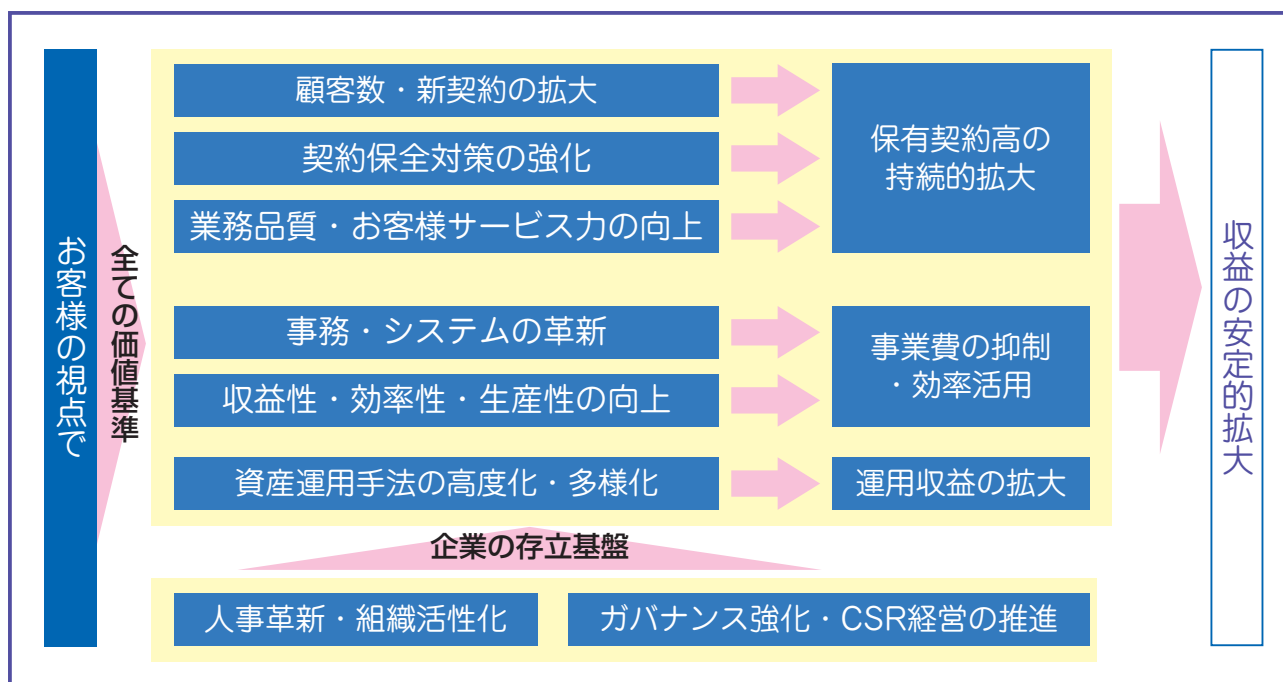 お客様の視点で
全ての価値基準
顧客数・新契約の拡大
契約保全対策の強化
業務品質・お客様サービス力の向上
保有契約高の
持続的拡大
事務・システムの革新
収益性・効率性・生産性の向上
事業費の抑制
・効率活用
資産運用手法の高度化・多様化
運用収益の拡大
企業の存立基盤
人事革新・組織活性化
ガバナンス強化・CSR経営の推進
収益の安定的拡大